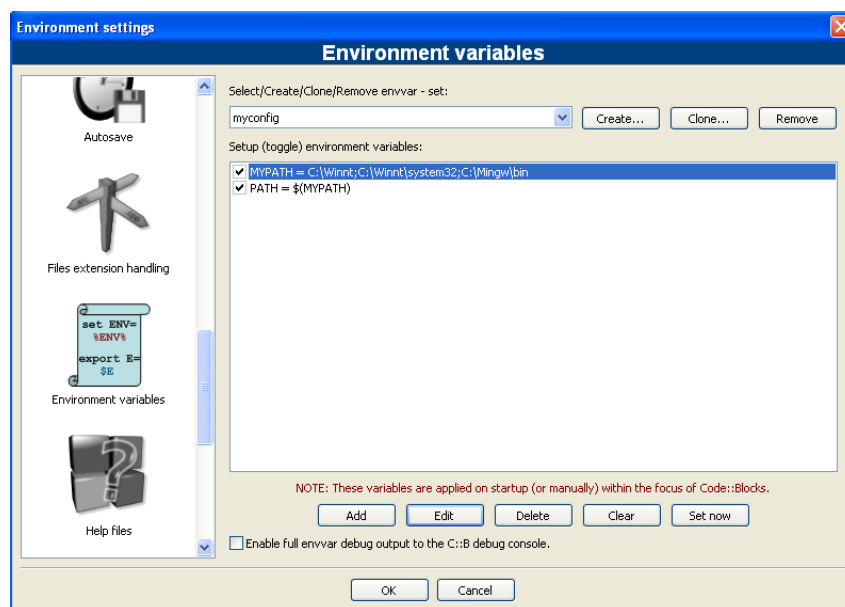 Environment settings
Environment variables
Autosave
Files extension handling
set ENV=
%ENV%
export E=
$E
Environment variables
Help files
Select/Create/Clone/Remove envvar - set:
myconfig
Create...
Clone...
Remove
Setup (toggle) environment variables:
MYPATH = C:\Winnt;C:\Winnt\system32;C:\Mingw\bin
PATH = $(MYPATH)
NOTE: These variables are applied on startup (or manually) within the focus of Code::Blocks.
Add
Edit
Delete
Clear
Set now
Enable full envvar debug output to the C::B debug console.
OK
Cancel